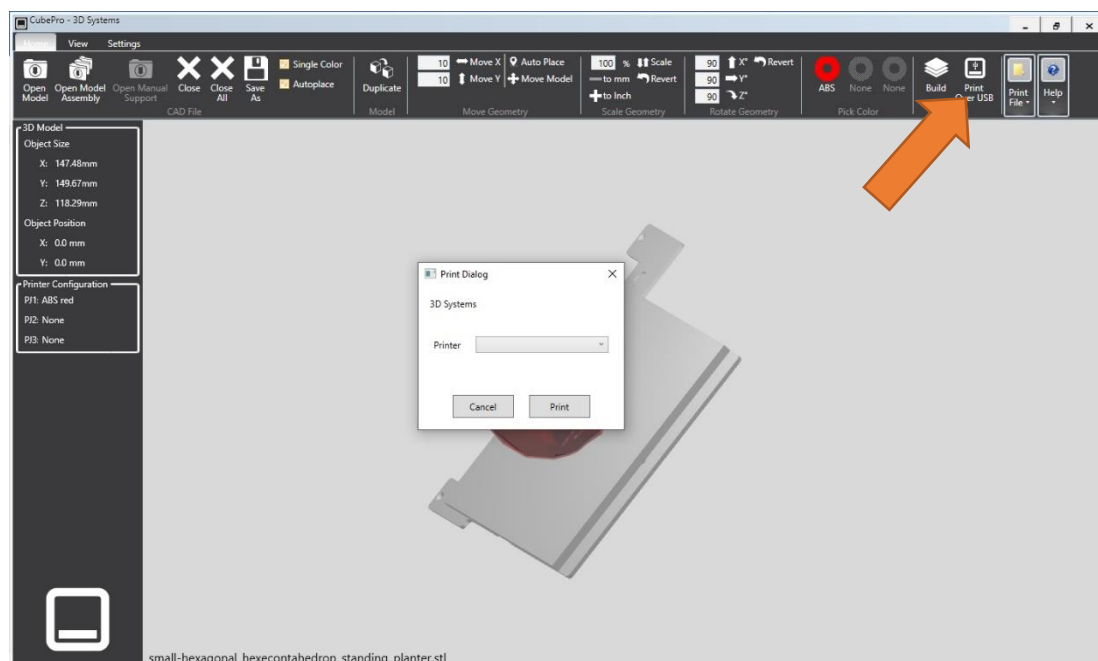 CubePro - 3D Systems
Home View Settings
Open Model
Open Model Assembly
Open Manual Support
Close
Close All
Save As
Single Color
Autoplace
CAD File
Duplicate
Model
10 Move X Auto Place
10 Move Y Move Model
Move Geometry
100 % Scale
to mm Revert
to Inch
Scale Geometry
90 X° Revert
90 Y°
90 Z°
Rotate Geometry
ABS None None
Pick Color
Build
Print Over USB
Print File
Help
3D Model
Object Size
X: 147.48mm
Y: 149.67mm
Z: 118.29mm
Object Position
X: 0.0 mm
Y: 0.0 mm
Printer Configuration
PJ1: ABS red
PJ2: None
PJ3: None
Print Dialog
3D Systems
Printer
Cancel Print
small-hexagonal_hexecontahedron_standing_planter.stl